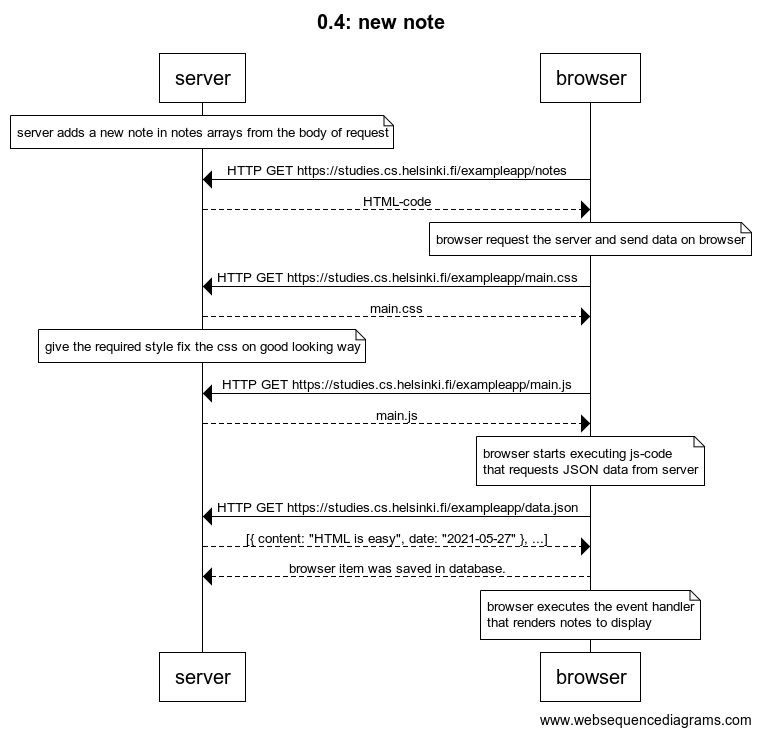 0.4: new note
server
browser
server adds a new note in notes arrays from the body of request
HTTP GET https://studies.cs.helsinki.fi/exampleapp/notes
HTML-code
browser request the server and send data on browser
HTTP GET https://studies.cs.helsinki.fi/exampleapp/main.css
main.css
give the required style fix the css on good looking way
HTTP GET https://studies.cs.helsinki.fi/exampleapp/main.js
main.js
browser starts executing js-code
that requests JSON data from server
HTTP GET https://studies.cs.helsinki.fi/exampleapp/data.json
[{ content: "HTML is easy", date: "2021-05-27" }, ...]
browser item was saved in database.
browser executes the event handler
that renders notes to display
server
browser
www.websequencediagrams.com